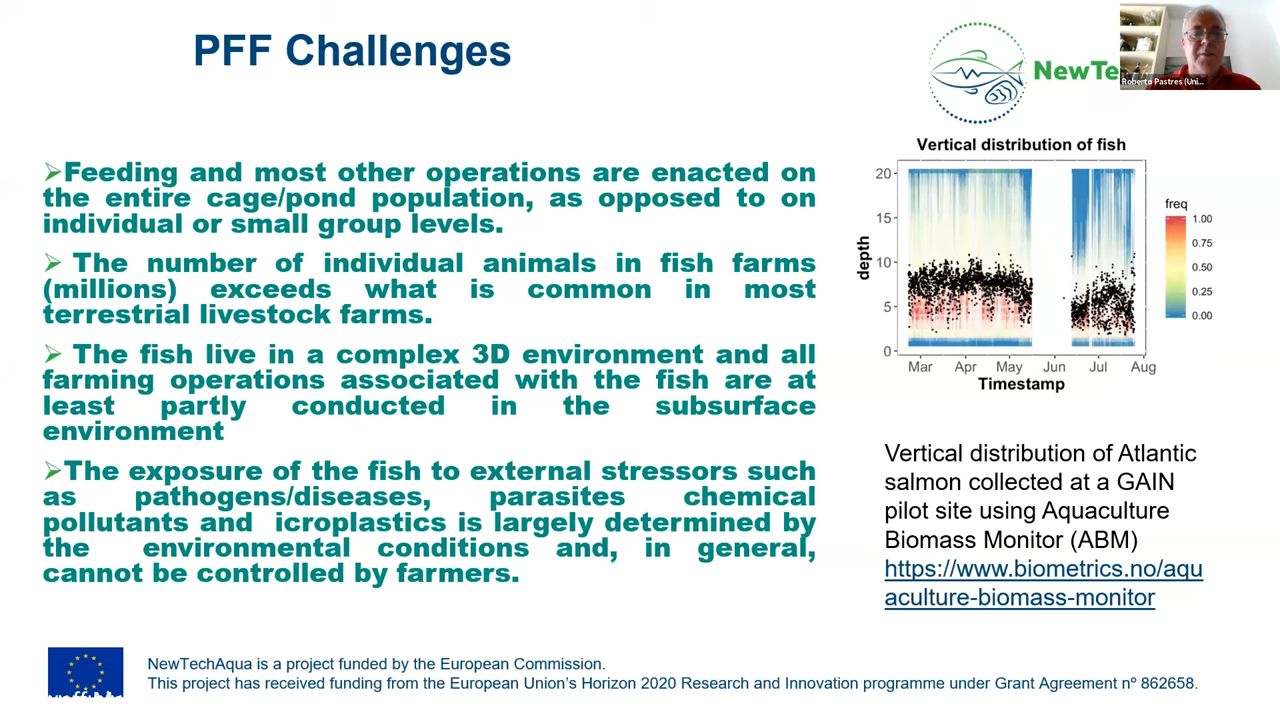 PFF Challenges
NewTe
Roberto Pastres (Uni...
➢Feeding and most other operations are enacted on
the entire cage/pond population, as opposed to on
individual or small group levels.
➢ The number of individual animals in fish farms
(millions) exceeds what is common in most
terrestrial livestock farms.
➢ The fish live in a complex 3D environment and all
farming operations associated with the fish are at
least partly conducted in the subsurface
environment
➢The exposure of the fish to external stressors such
as pathogens/diseases, parasites chemical
pollutants and icroplastics is largely determined by
the environmental conditions and, in general,
cannot be controlled by farmers.
Vertical distribution of fish
depth
20
15
10
5
0
Mar Apr May Jun Jul Aug
Timestamp
freq
1.00
0.75
0.50
0.25
0.00
Vertical distribution of Atlantic
salmon collected at a GAIN
pilot site using Aquaculture
Biomass Monitor (ABM)
https://www.biometrics.no/aqu
aculture-biomass-monitor
NewTechAqua is a project funded by the European Commission.
This project has received funding from the European Union's Horizon 2020 Research and Innovation programme under Grant Agreement nº 862658.